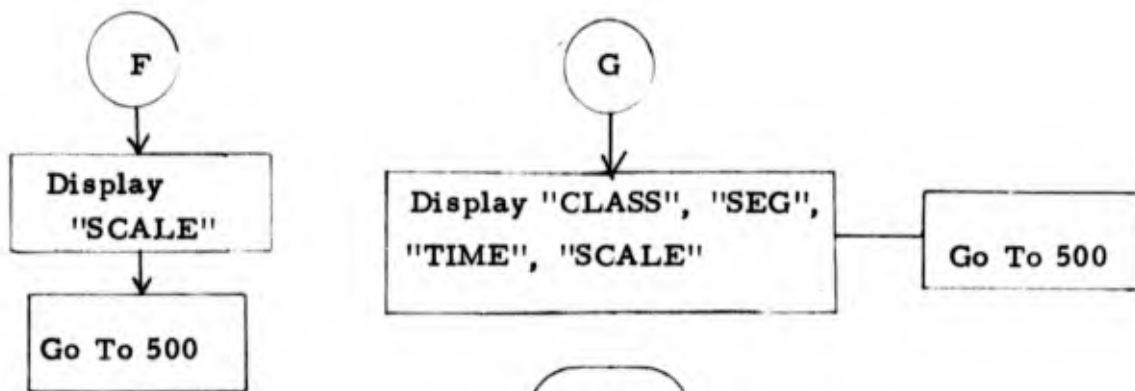 F
Display
"SCALE"
Go To 500
G
Display "CLASS", "SEG",
"TIME", "SCALE"
Go To 500